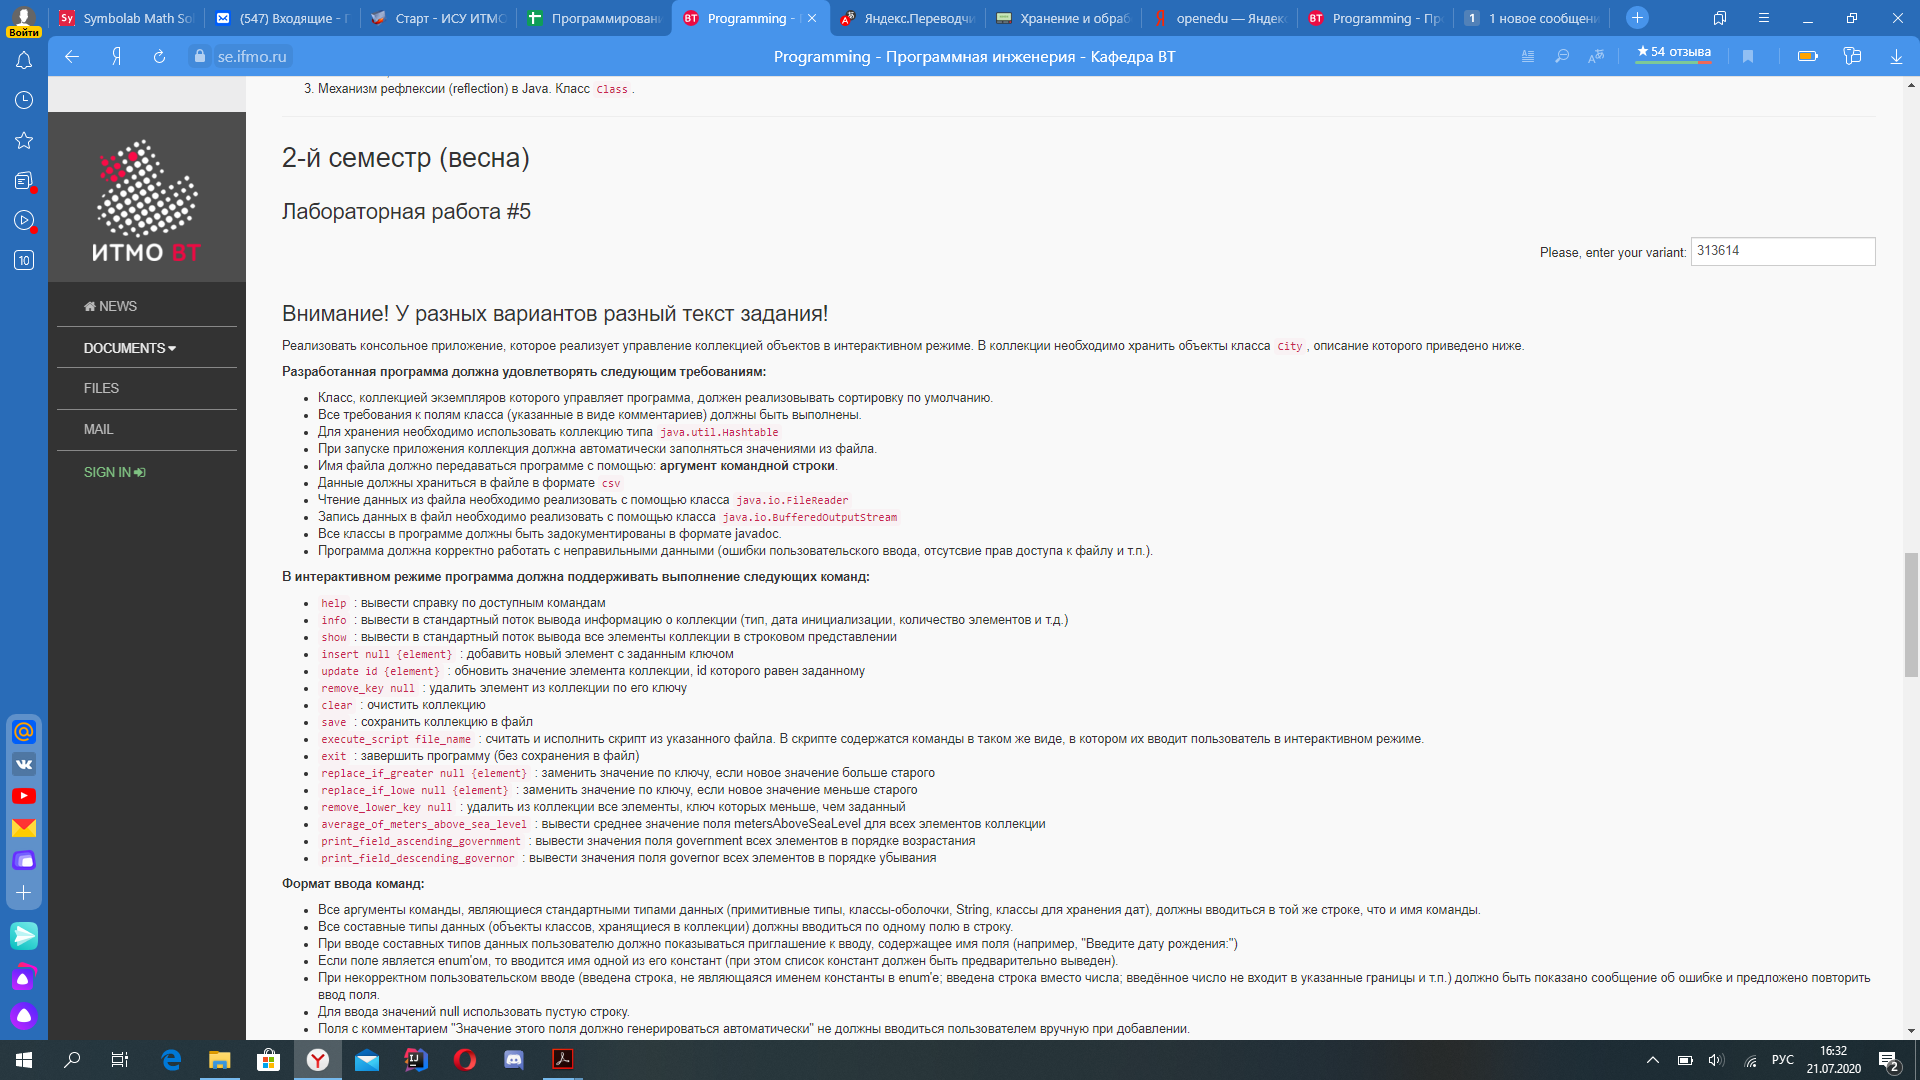 Symbolab Math So
(547) Входящие - Г
Старт - ИСУ ИТМО
Программировани
Programming - П
Яндекс.Переводчи
Хранение и обраб
openedu — Яндекс
Programming - Пр
1 новое сообщени
Войти
se.ifmo.ru
Programming - Программная инженерия - Кафедра ВТ
★54 отзыва
10
ИТМО ВТ
NEWS
DOCUMENTS
FILES
MAIL
SIGN IN
3. Механизм рефлексии (reflection) в Java. Класс Class.
2-й семестр (весна)
Лабораторная работа #5
Please, enter your variant: 313614
Внимание! У разных вариантов разный текст задания!
Реализовать консольное приложение, которое реализует управление коллекцией объектов в интерактивном режиме. В коллекции необходимо хранить объекты класса City, описание которого приведено ниже.
Разработанная программа должна удовлетворять следующим требованиям:
Класс, коллекцией экземпляров которого управляет программа, должен реализовывать сортировку по умолчанию.
Все требования к полям класса (указанные в виде комментариев) должны быть выполнены.
Для хранения необходимо использовать коллекцию типа java.util.Hashtable
При запуске приложения коллекция должна автоматически заполняться значениями из файла.
Имя файла должно передаваться программе с помощью: аргумент командной строки.
Данные должны храниться в файле в формате csv
Чтение данных из файла необходимо реализовать с помощью класса java.io.FileReader
Запись данных в файл необходимо реализовать с помощью класса java.io.BufferedOutputStream
Все классы в программе должны быть задокументированы в формате javadoc.
Программа должна корректно работать с неправильными данными (ошибки пользовательского ввода, отсутсвие прав доступа к файлу и т.п.).
В интерактивном режиме программа должна поддерживать выполнение следующих команд:
help : вывести справку по доступным командам
info : вывести в стандартный поток вывода информацию о коллекции (тип, дата инициализации, количество элементов и т.д.)
show : вывести в стандартный поток вывода все элементы коллекции в строковом представлении
insert null {element} : добавить новый элемент с заданным ключом
update id {element} : обновить значение элемента коллекции, id которого равен заданному
remove_key null : удалить элемент из коллекции по его ключу
clear : очистить коллекцию
save : сохранить коллекцию в файл
execute_script file_name : считать и исполнить скрипт из указанного файла. В скрипте содержатся команды в таком же виде, в котором их вводит пользователь в интерактивном режиме.
exit : завершить программу (без сохранения в файл)
replace_if_greater null {element} : заменить значение по ключу, если новое значение больше старого
replace_if_lowe null {element} : заменить значение по ключу, если новое значение меньше старого
remove_lower_key null : удалить из коллекции все элементы, ключ которых меньше, чем заданный
average_of_meters_above_sea_level : вывести среднее значение поля metersAboveSeaLevel для всех элементов коллекции
print_field_ascending_government : вывести значения поля government всех элементов в порядке возрастания
print_field_descending_governor : вывести значения поля governor всех элементов в порядке убывания
Формат ввода команд:
Все аргументы команды, являющиеся стандартными типами данных (примитивные типы, классы-оболочки, String, классы для хранения дат), должны вводиться в той же строке, что и имя команды.
Все составные типы данных (объекты классов, хранящиеся в коллекции) должны вводиться по одному полю в строку.
При вводе составных типов данных пользователю должно показываться приглашение к вводу, содержащее имя поля (например, "Введите дату рождения:")
Если поле является enum'ом, то вводится имя одной из его констант (при этом список констант должен быть предварительно выведен).
При некорректном пользовательском вводе (введена строка, не являющаяся именем константы в enum'е; введена строка вместо числа; введённое число не входит в указанные границы и т.п.) должно быть показано сообщение об ошибке и предложено повторить
ввод поля.
Для ввода значений null использовать пустую строку.
Поля с комментарием "Значение этого поля должно генерироваться автоматически" не должны вводиться пользователем вручную при добавлении.
РУС
16:32
21.07.2020
2